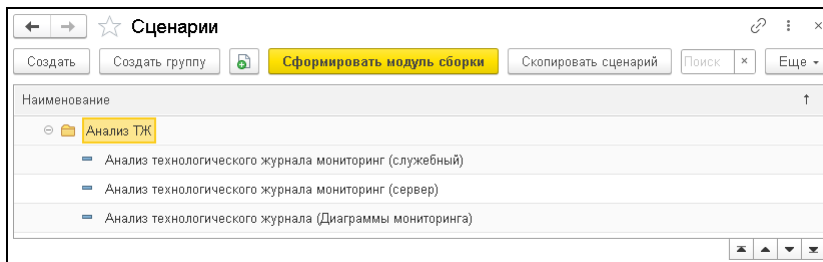 Сценарии
Создать Создать группу Сформировать модуль сборки Скопировать сценарий Поиск × Еще
Наименование
Анализ ТЖ
Анализ технологического журнала мониторинг (служебный)
Анализ технологического журнала мониторинг (сервер)
Анализ технологического журнала (Диаграммы мониторинга)